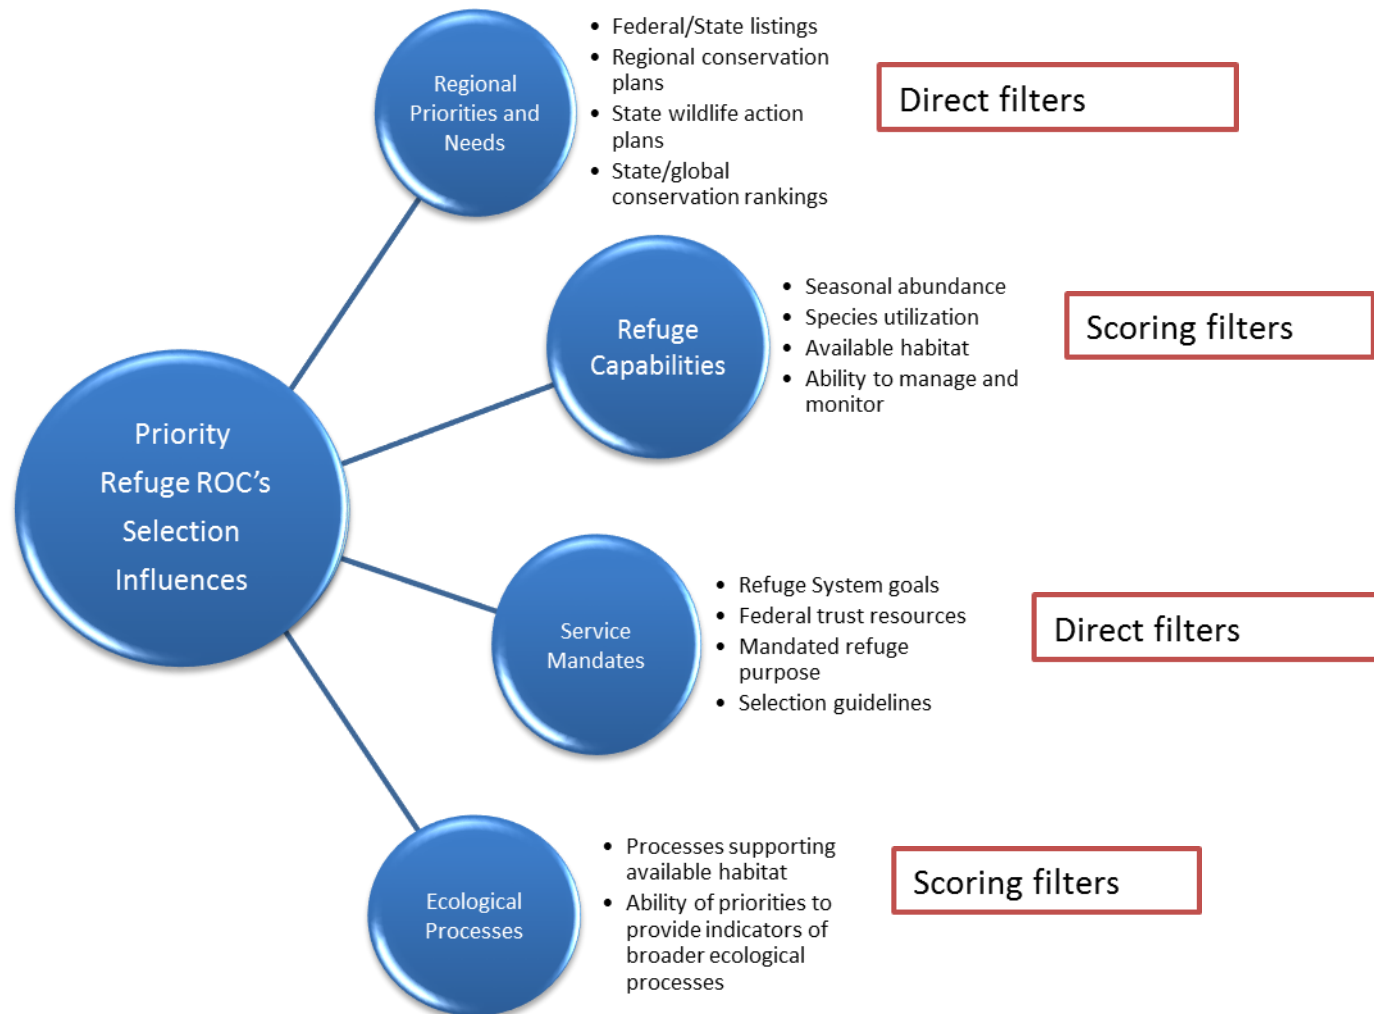 Regional
Priorities and
Needs
• Federal/State listings
• Regional conservation
plans
• State wildlife action
plans
• State/global
conservation rankings
Direct filters
Refuge
Capabilities
• Seasonal abundance
• Species utilization
• Available habitat
• Ability to manage and
monitor
Scoring filters
Priority
Refuge ROC's
Selection
Influences
Service
Mandates
• Refuge System goals
• Federal trust resources
• Mandated refuge
purpose
• Selection guidelines
Direct filters
Ecological
Processes
• Processes supporting
available habitat
• Ability of priorities to
provide indicators of
broader ecological
processes
Scoring filters